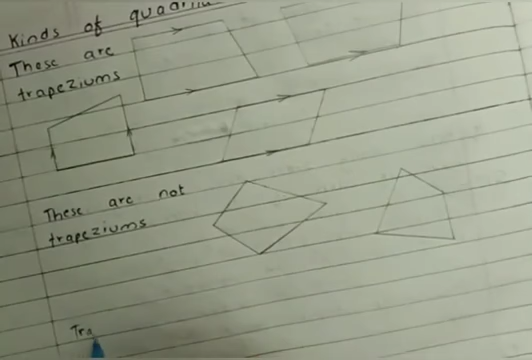 Kinds of
These are
trapeziums
These are not
trapeziums
Tra